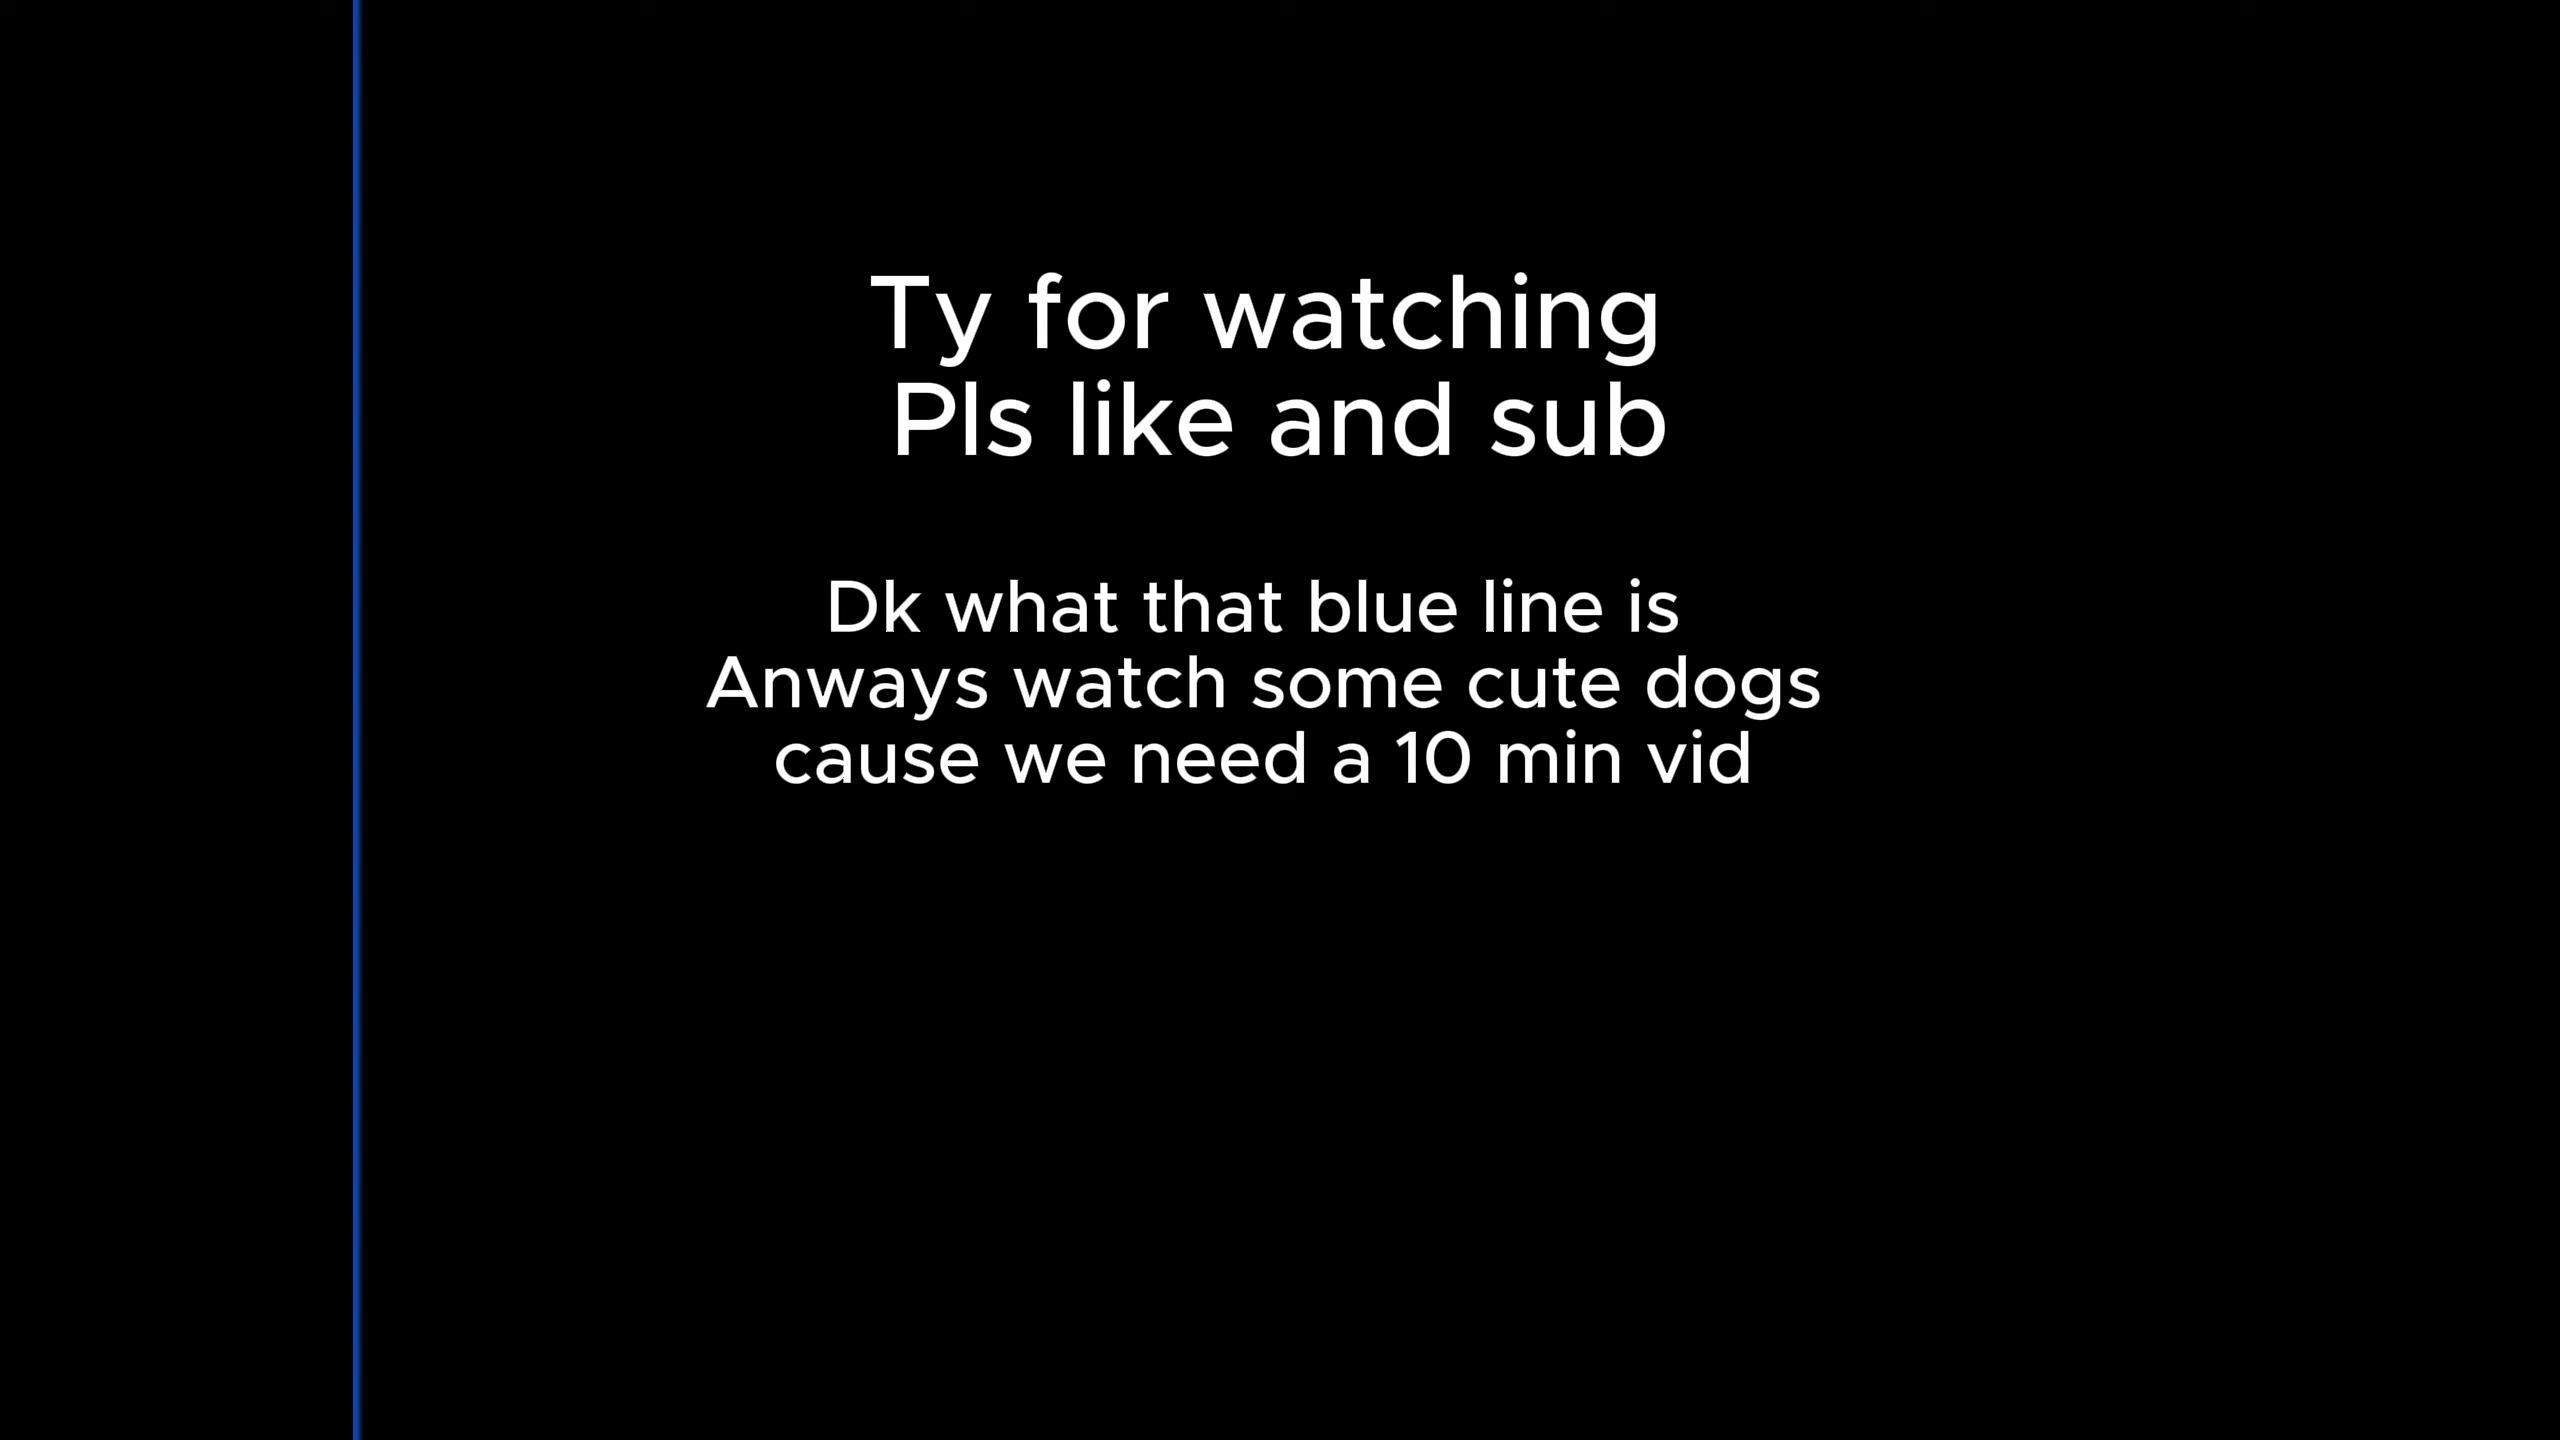 Ty for watching
Pls like and sub
Dk what that blue line is
Anways watch some cute dogs
cause we need a 10 min vid